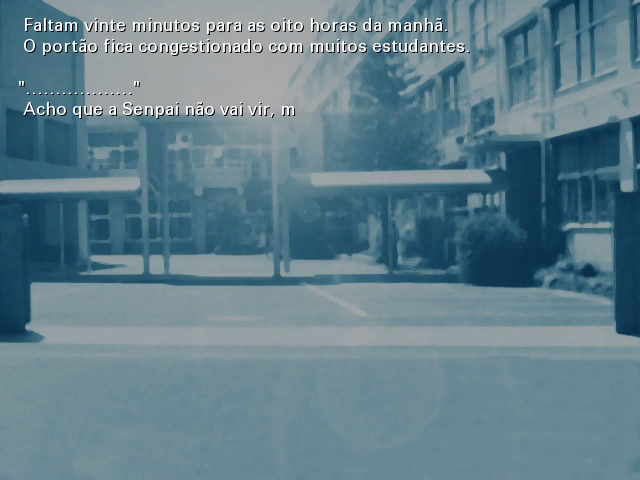 Faltam vinte minutos para as oito horas da manhã.
O portão fica congestionado com muitos estudantes.
".................."
Acho que a Senpai não vai vir, m